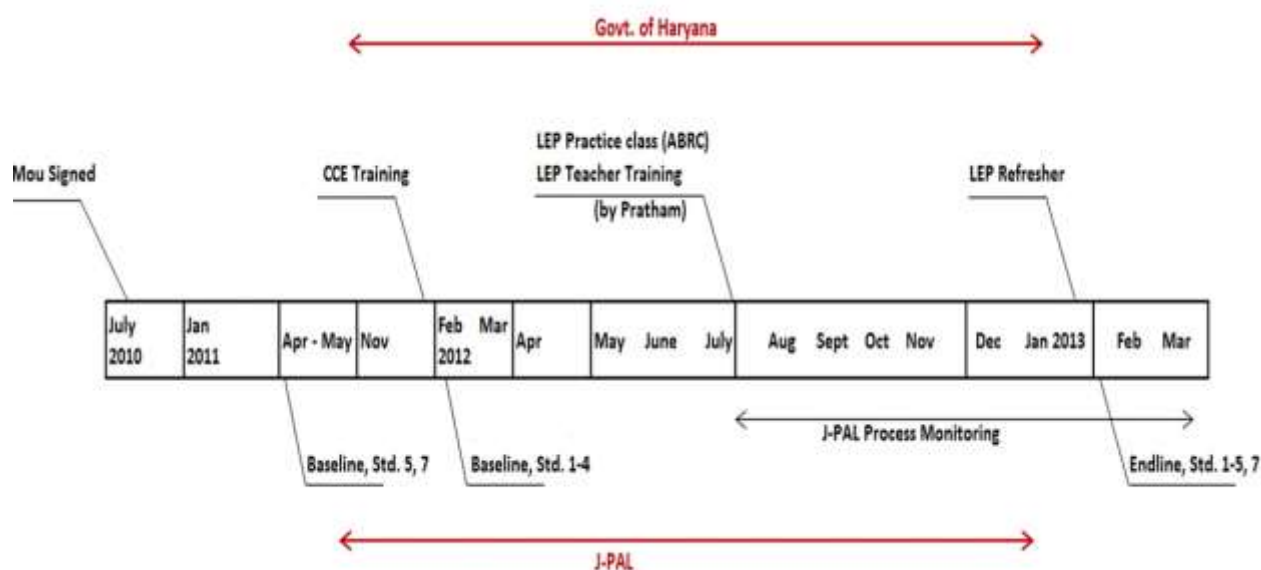 Govt. of Haryana
LEP Practice class (ABRC)
Mou Signed
CCE Training
LEP Teacher Training
LEP Refresher
(by Pratham)
July
2010
Jan
2011
Apr - May
Nov
Feb Mar
2012
Apr
May June July
Aug Sept Oct Nov
Dec Jan 2013
Feb Mar
J-PAL Process Monitoring
Baseline, Std. 5, 7
Baseline, Std. 1-4
Endline, Std. 1-5, 7
J-PAL